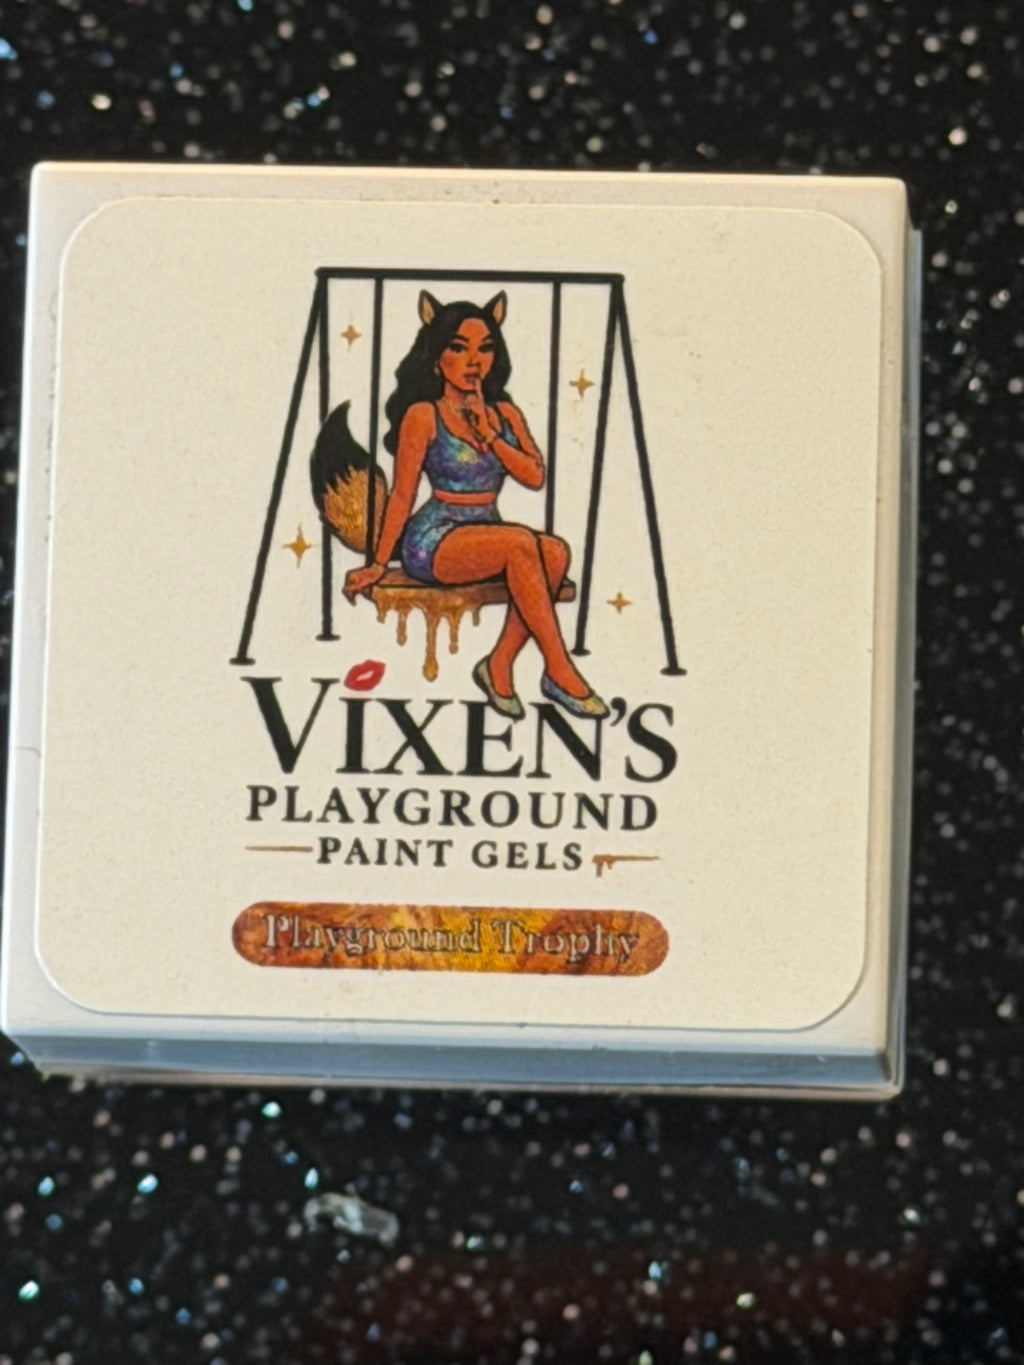 VIXEN'S
PLAYGROUND
PAINT GELS
Playground Trophy